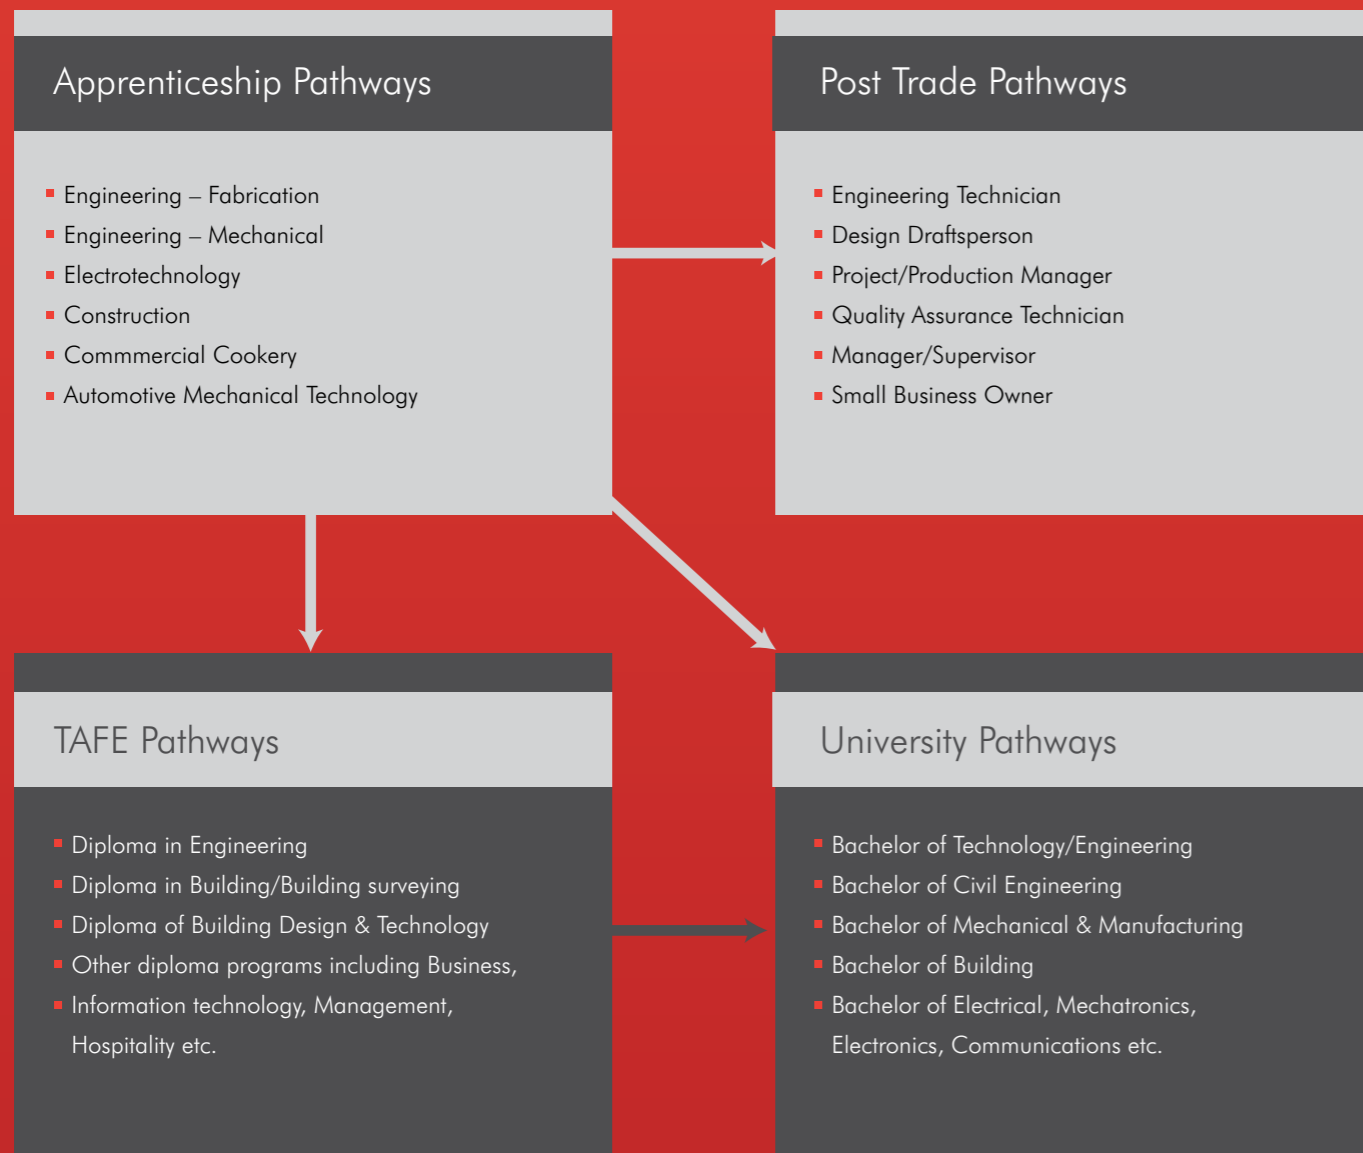 Apprenticeship Pathways
Engineering – Fabrication
Engineering – Mechanical
Electrotechnology
Construction
Commmercial Cookery
Automotive Mechanical Technology
Post Trade Pathways
Engineering Technician
Design Draftsperson
Project/Production Manager
Quality Assurance Technician
Manager/Supervisor
Small Business Owner
TAFE Pathways
Diploma in Engineering
Diploma in Building/Building surveying
Diploma of Building Design & Technology
Other diploma programs including Business,
Information technology, Management,
Hospitality etc.
University Pathways
Bachelor of Technology/Engineering
Bachelor of Civil Engineering
Bachelor of Mechanical & Manufacturing
Bachelor of Building
Bachelor of Electrical, Mechatronics,
Electronics, Communications etc.